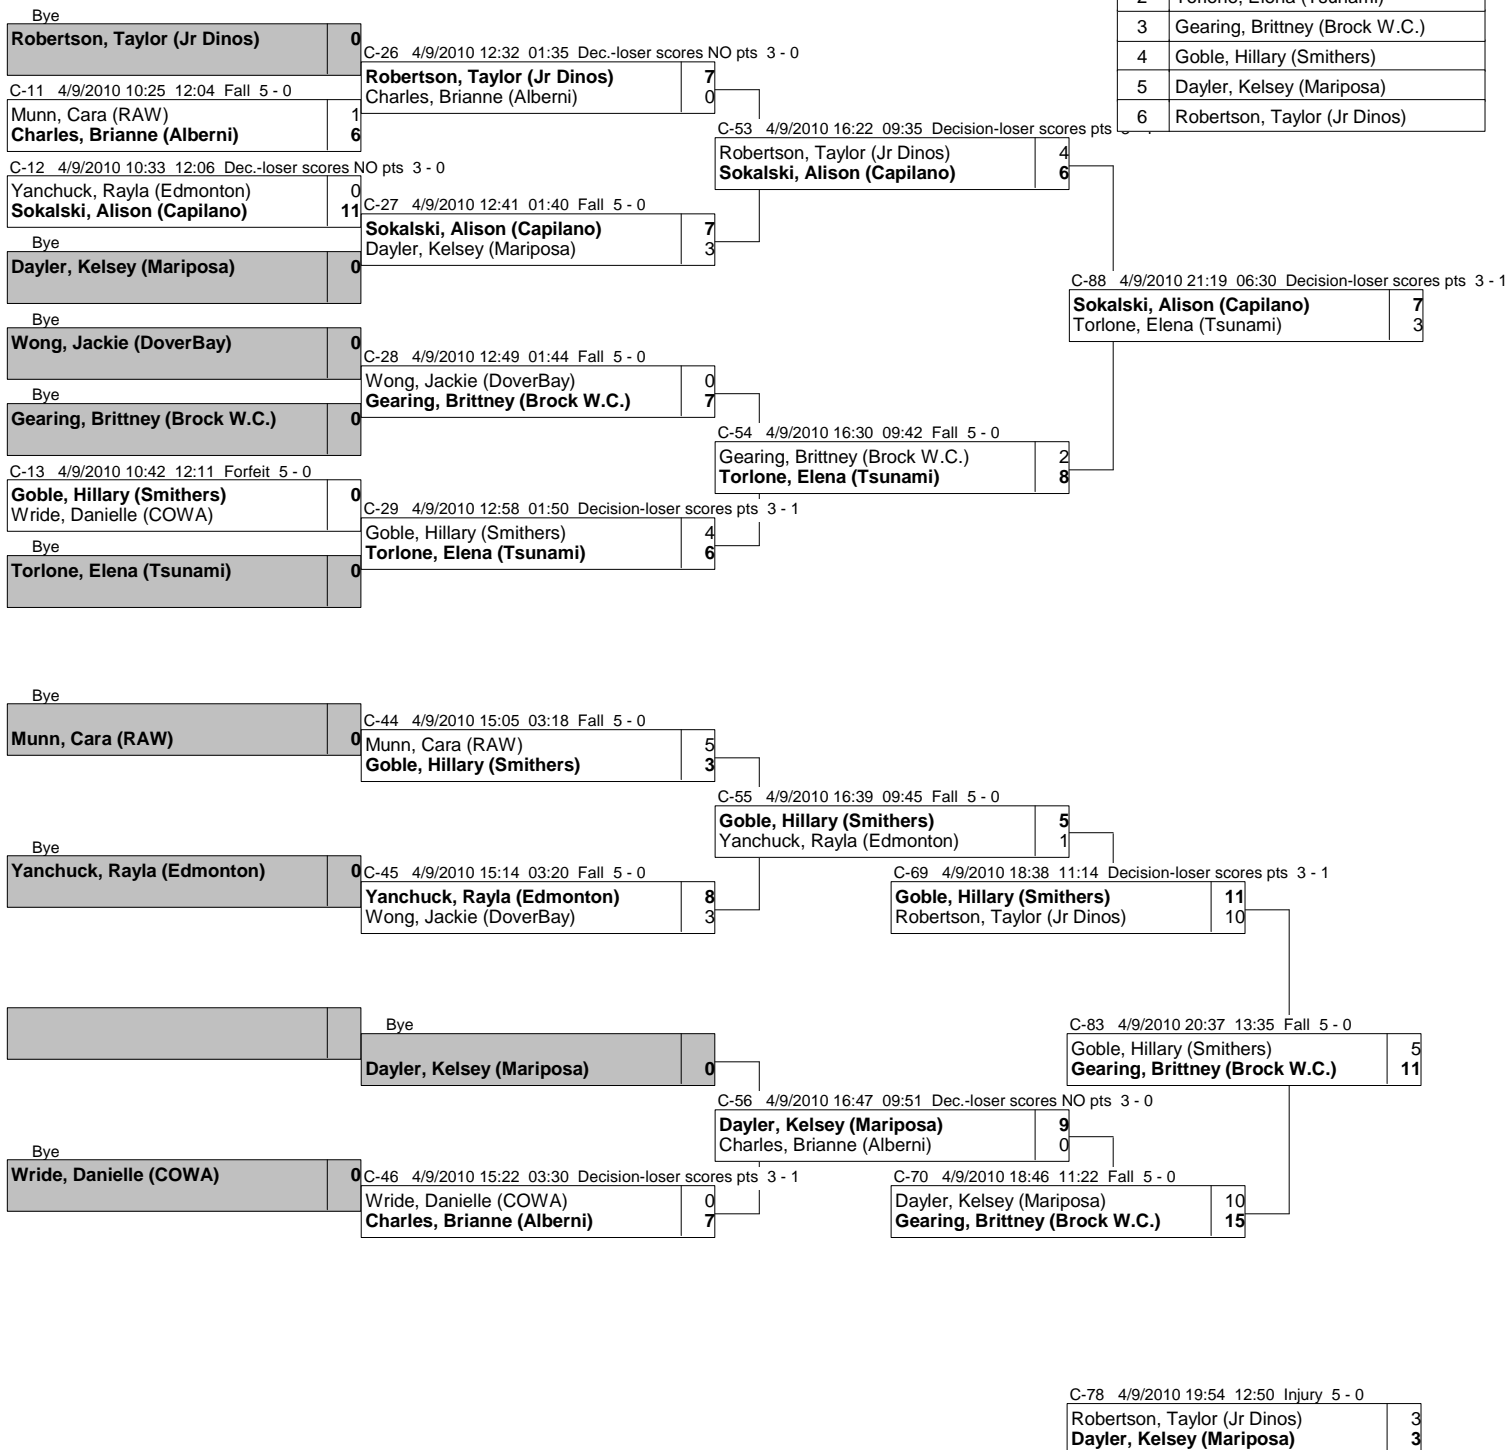 2 Torlone, Elena (Tsunami)
3 Gearing, Brittney (Brock W.C.)
4 Goble, Hillary (Smithers)
5 Dayler, Kelsey (Mariposa)
6 Robertson, Taylor (Jr Dinos)
Bye
Robertson, Taylor (Jr Dinos) 0
C-11 4/9/2010 10:25 12:04 Fall 5 - 0
Munn, Cara (RAW) 1
Charles, Brianne (Alberni) 6
C-12 4/9/2010 10:33 12:06 Dec.-loser scores NO pts 3 - 0
Yanchuck, Rayla (Edmonton) 0
Sokalski, Alison (Capilano) 11
Bye
Dayler, Kelsey (Mariposa) 0
Bye
Wong, Jackie (DoverBay) 0
Bye
Gearing, Brittney (Brock W.C.) 0
C-13 4/9/2010 10:42 12:11 Forfeit 5 - 0
Goble, Hillary (Smithers) 0
Wride, Danielle (COWA)
Bye
Torlone, Elena (Tsunami) 0
C-26 4/9/2010 12:32 01:35 Dec.-loser scores NO pts 3 - 0
Robertson, Taylor (Jr Dinos) 7
Charles, Brianne (Alberni) 0
C-27 4/9/2010 12:41 01:40 Fall 5 - 0
Sokalski, Alison (Capilano) 7
Dayler, Kelsey (Mariposa) 3
C-28 4/9/2010 12:49 01:44 Fall 5 - 0
Wong, Jackie (DoverBay) 0
Gearing, Brittney (Brock W.C.) 7
C-29 4/9/2010 12:58 01:50 Decision-loser scores pts 3 - 1
Goble, Hillary (Smithers) 4
Torlone, Elena (Tsunami) 6
C-53 4/9/2010 16:22 09:35 Decision-loser scores pts
Robertson, Taylor (Jr Dinos) 4
Sokalski, Alison (Capilano) 6
C-54 4/9/2010 16:30 09:42 Fall 5 - 0
Gearing, Brittney (Brock W.C.) 2
Torlone, Elena (Tsunami) 8
C-88 4/9/2010 21:19 06:30 Decision-loser scores pts 3 - 1
Sokalski, Alison (Capilano) 7
Torlone, Elena (Tsunami) 3
Bye
Munn, Cara (RAW) 0
Bye
Yanchuck, Rayla (Edmonton) 0
Bye
Wride, Danielle (COWA) 0
C-44 4/9/2010 15:05 03:18 Fall 5 - 0
Munn, Cara (RAW) 5
Goble, Hillary (Smithers) 3
C-45 4/9/2010 15:14 03:20 Fall 5 - 0
Yanchuck, Rayla (Edmonton) 8
Wong, Jackie (DoverBay) 3
Bye
Dayler, Kelsey (Mariposa) 0
C-46 4/9/2010 15:22 03:30 Decision-loser scores pts 3 - 1
Wride, Danielle (COWA) 0
Charles, Brianne (Alberni) 7
C-55 4/9/2010 16:39 09:45 Fall 5 - 0
Goble, Hillary (Smithers) 5
Yanchuck, Rayla (Edmonton) 1
C-56 4/9/2010 16:47 09:51 Dec.-loser scores NO pts 3 - 0
Dayler, Kelsey (Mariposa) 9
Charles, Brianne (Alberni) 0
C-69 4/9/2010 18:38 11:14 Decision-loser scores pts 3 - 1
Goble, Hillary (Smithers) 11
Robertson, Taylor (Jr Dinos) 10
C-70 4/9/2010 18:46 11:22 Fall 5 - 0
Dayler, Kelsey (Mariposa) 10
Gearing, Brittney (Brock W.C.) 15
C-83 4/9/2010 20:37 13:35 Fall 5 - 0
Goble, Hillary (Smithers) 5
Gearing, Brittney (Brock W.C.) 11
C-78 4/9/2010 19:54 12:50 Injury 5 - 0
Robertson, Taylor (Jr Dinos) 3
Dayler, Kelsey (Mariposa) 3